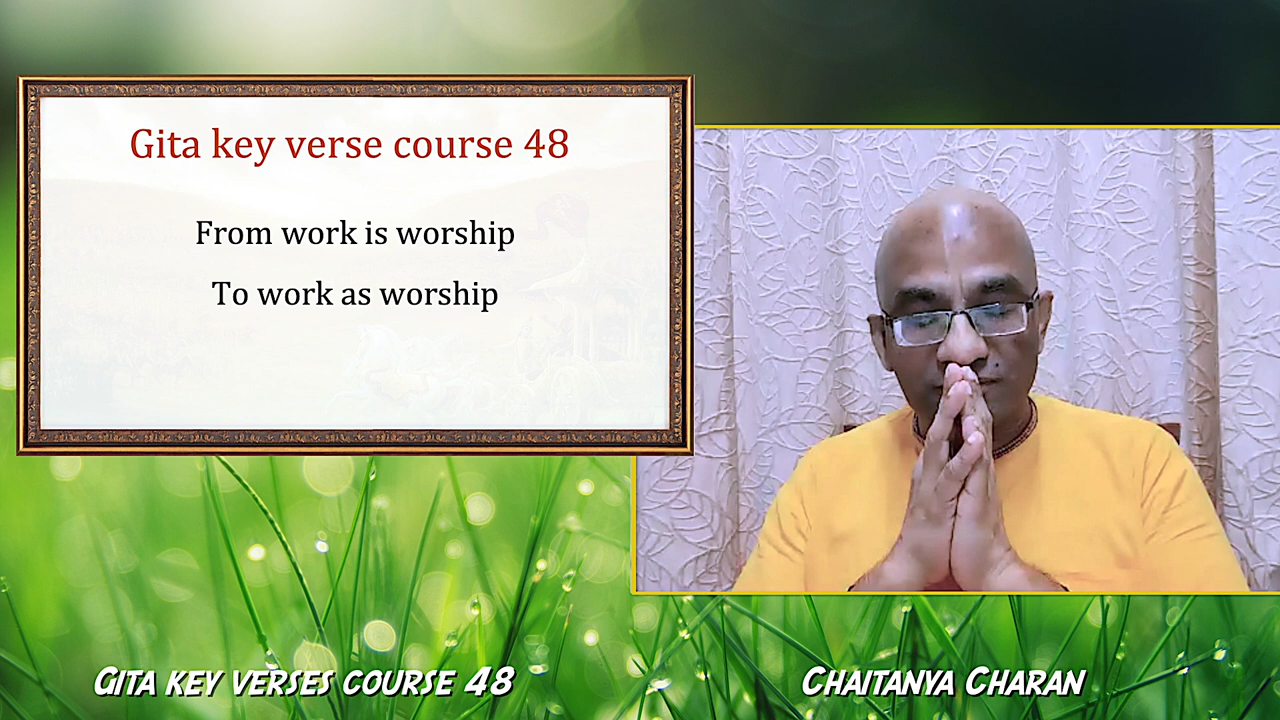 Gita key verse course 48
From work is worship
To work as worship
Gita key verses course 48
Chaitanya Charan